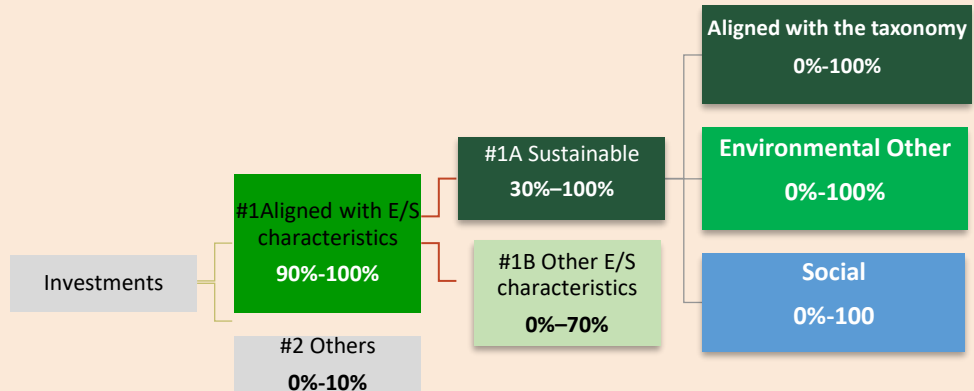 Investments
#1Aligned with E/S
characteristics
90%-100%
#2 Others
0%-10%
#1A Sustainable
30%–100%
#1B Other E/S
characteristics
0%–70%
Aligned with the taxonomy
0%-100%
Environmental Other
0%-100%
Social
0%-100